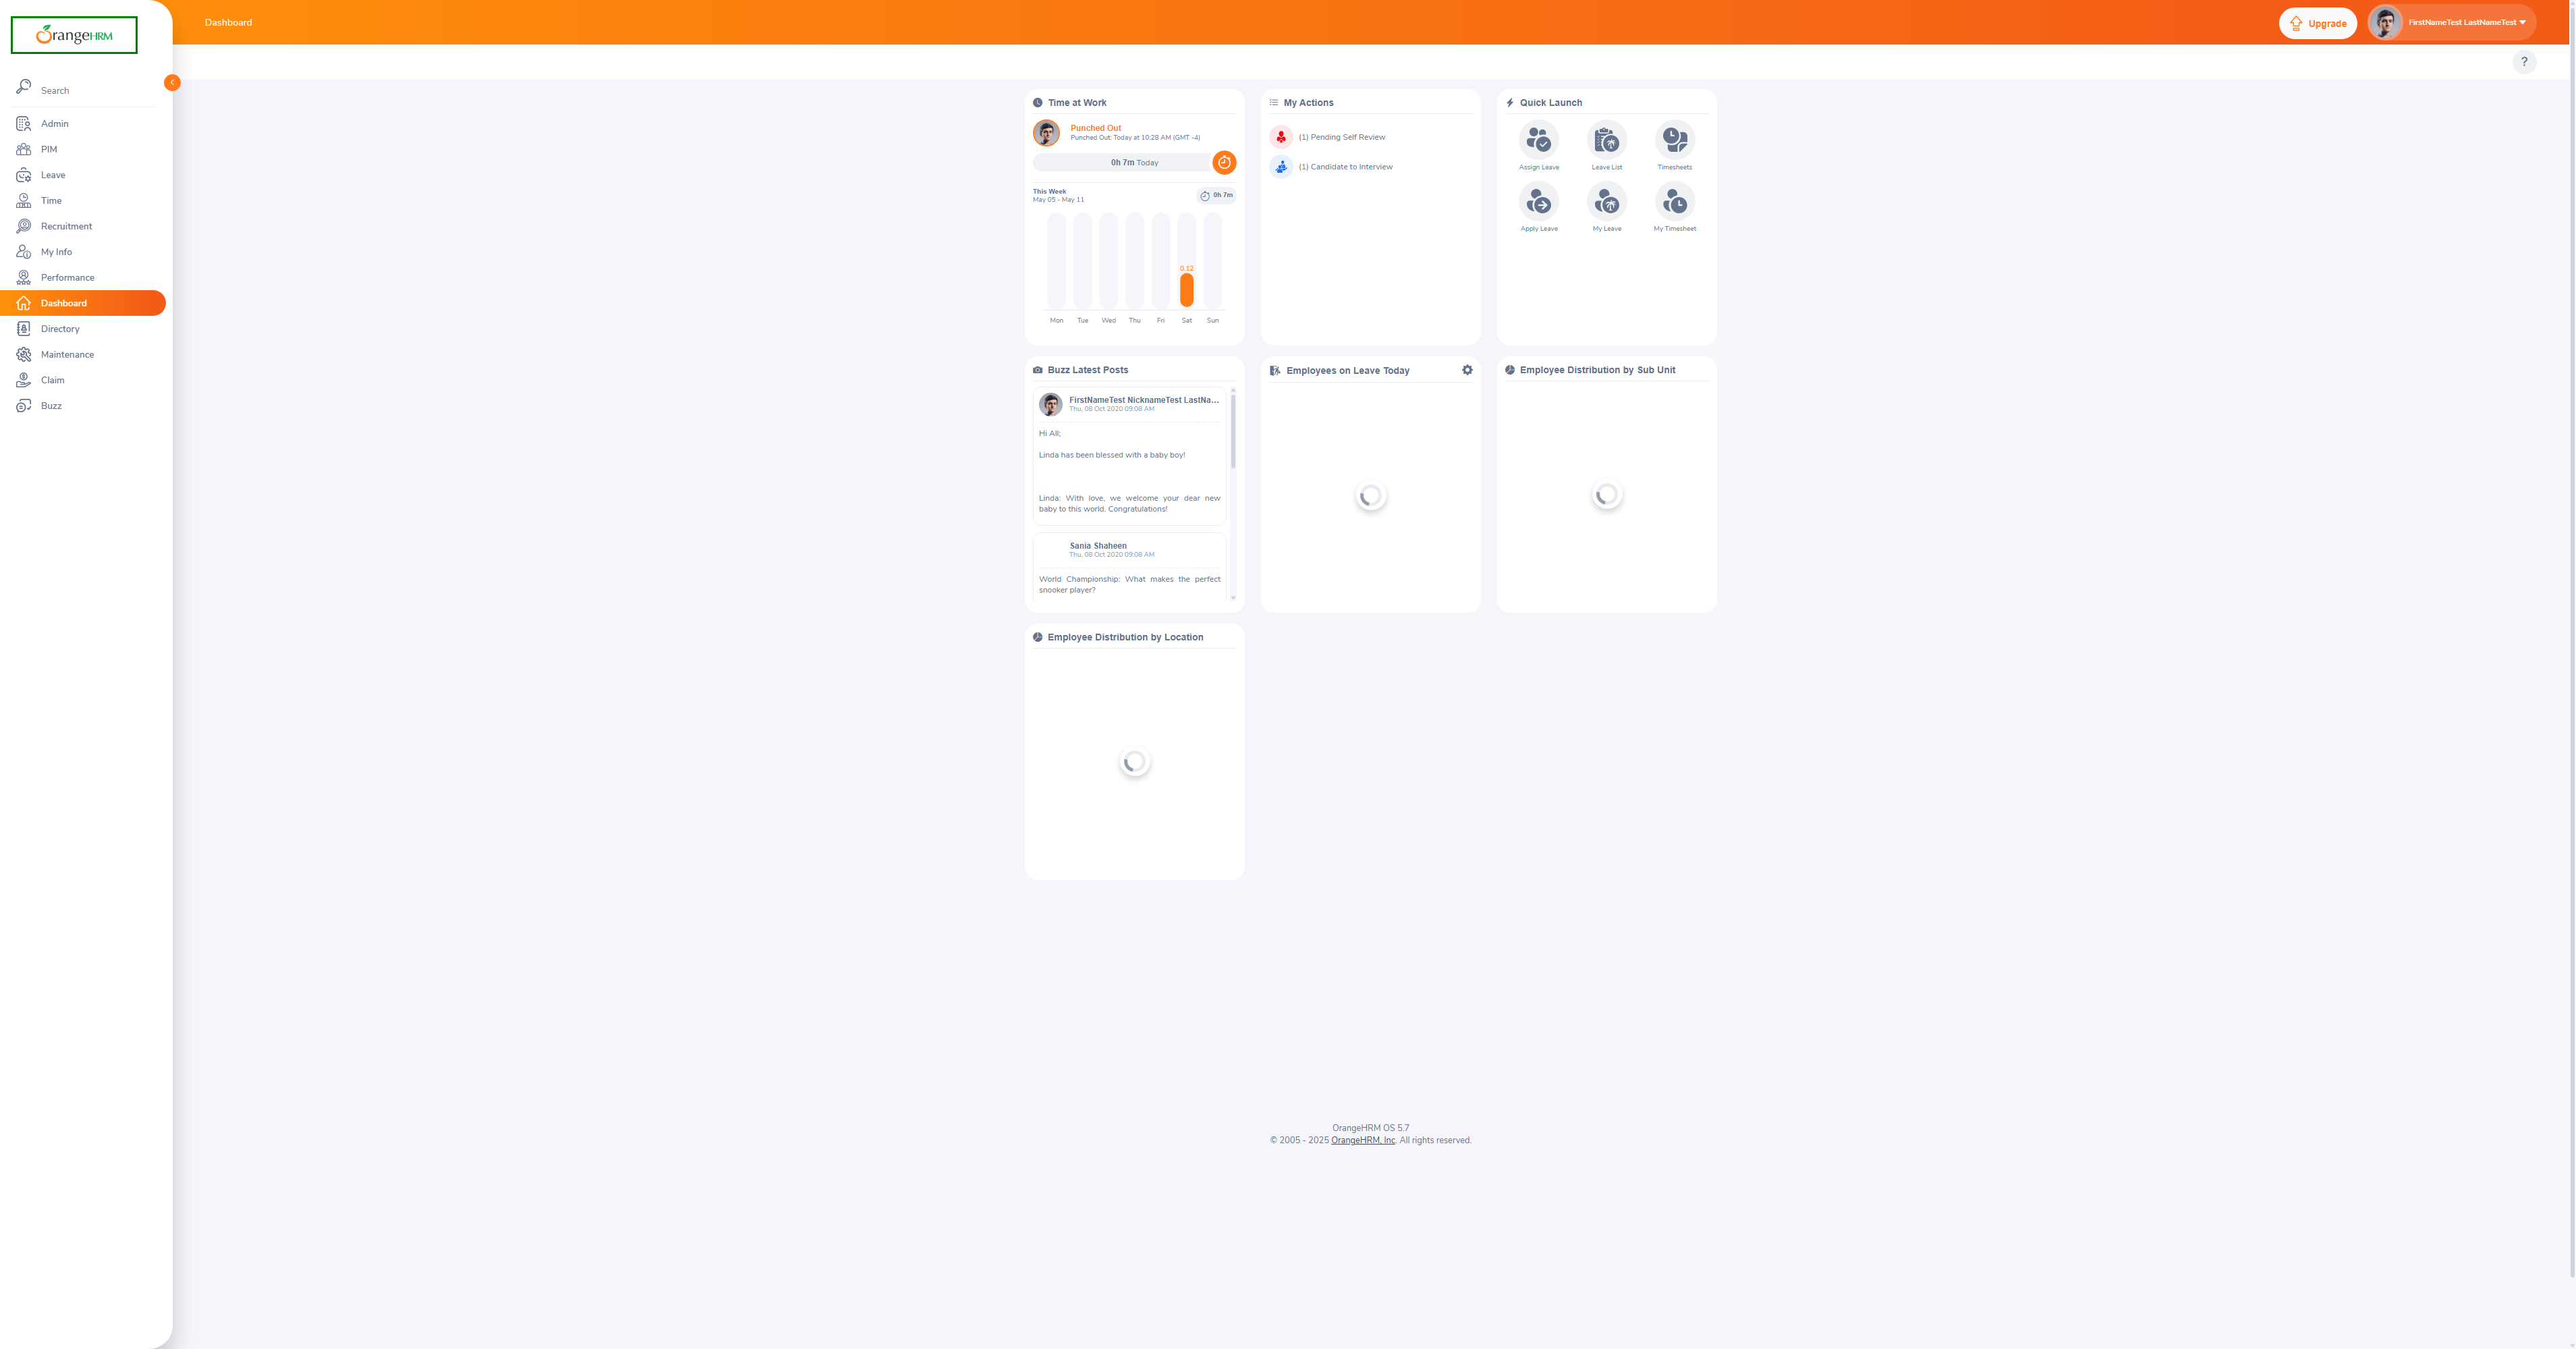 OrangeHRM
Dashboard
Upgrade
FirstNameTest LastNameTest
?
Search
Admin
PIM
Leave
Time
Recruitment
My Info
Performance
Dashboard
Directory
Maintenance
Claim
Buzz
Time at Work
Punched Out
Punched Out: Today at 10:28 AM (GMT -4)
0h 7m Today
This Week
May 05 - May 11
0h 7m
0.12
Mon Tue Wed Thu Fri Sat Sun
My Actions
(1) Pending Self Review
(1) Candidate to Interview
Quick Launch
Assign Leave
Leave List
Timesheets
Apply Leave
My Leave
My Timesheet
Buzz Latest Posts
FirstNameTest NicknameTest LastNa...
Thu, 08 Oct 2020 09:08 AM
Hi All;
Linda has been blessed with a baby boy!
Linda: With love, we welcome your dear new
baby to this world. Congratulations!
Sania Shaheen
Thu, 08 Oct 2020 09:08 AM
World Championship: What makes the perfect
snooker player?
Employees on Leave Today
Employee Distribution by Sub Unit
Employee Distribution by Location
OrangeHRM OS 5.7
© 2005 - 2025 OrangeHRM, Inc. All rights reserved.